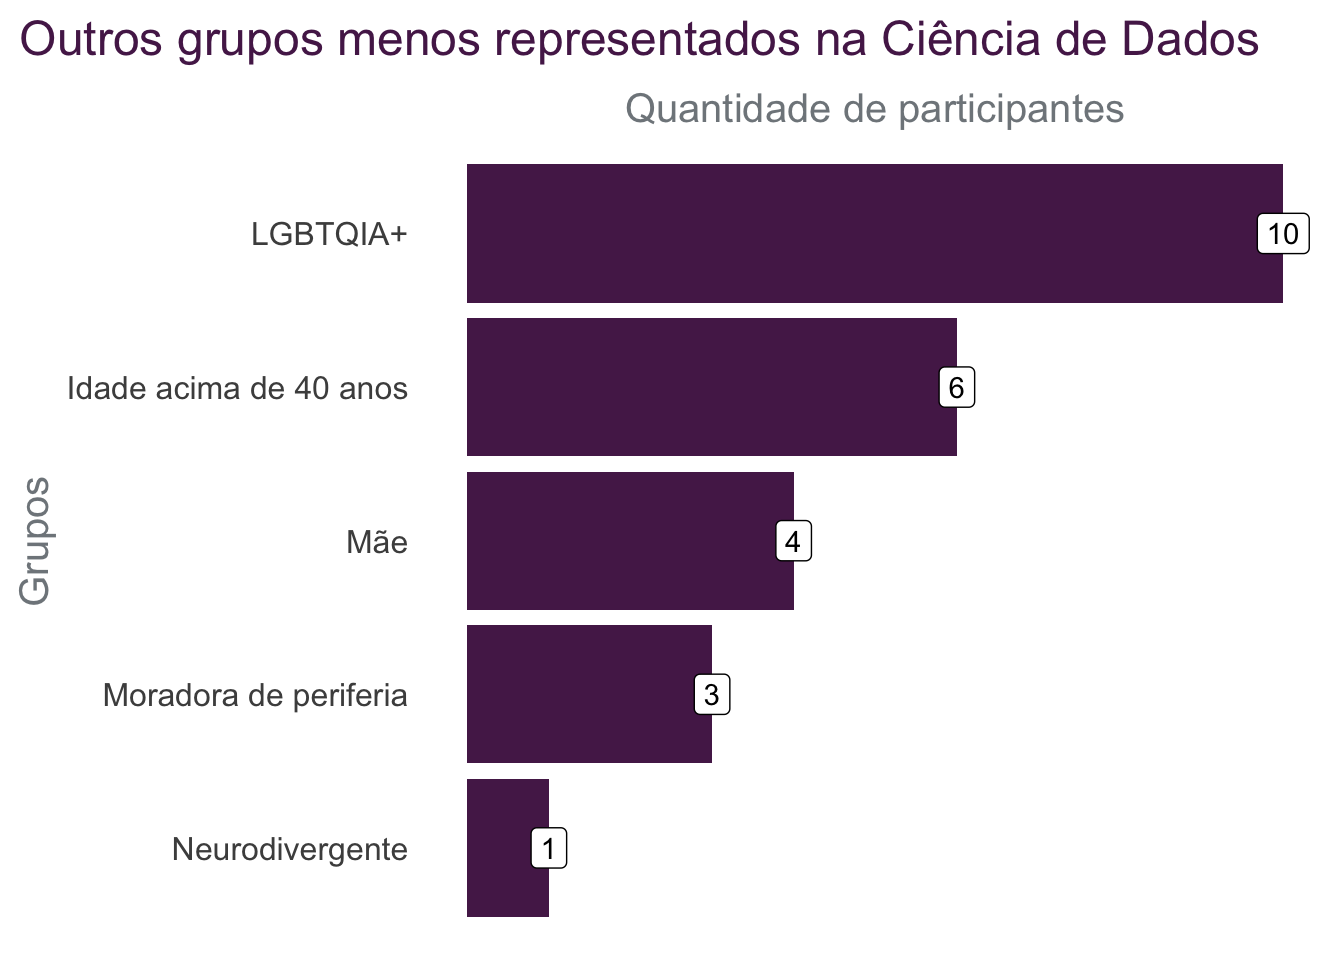 Outros grupos menos representados na Ciência de Dados
Quantidade de participantes
LGBTQIA+
10
Idade acima de 40 anos
6
Mãe
4
Moradora de periferia
3
Neurodivergente
1
Grupos